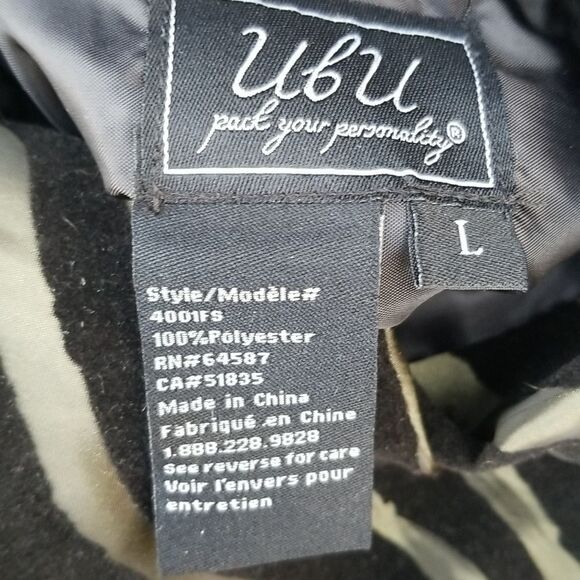 UbU
pack your personality®
L
Style/Modèle#
4001FS
100%Polyester
RN#64587
CA#51835
Made in China
Fabriqué en Chine
1.888.228.9828
See reverse for care
Voir l'envers pour
entretien